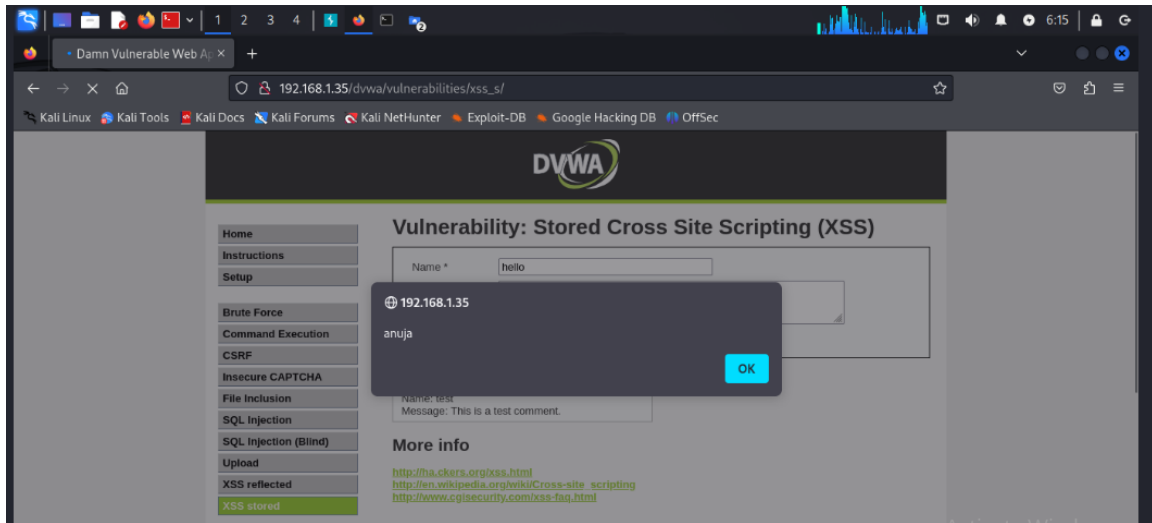 1 2 3 4 2 6:15
Damn Vulnerable Web Ap
192.168.1.35/dvwa/vulnerabilities/xss_s/
Kali Linux Kali Tools Kali Docs Kali Forums Kali NetHunter Exploit-DB Google Hacking DB OffSec
DVWA
Vulnerability: Stored Cross Site Scripting (XSS)
Home
Instructions
Setup
Brute Force
Command Execution
CSRF
Insecure CAPTCHA
File Inclusion
SQL Injection
SQL Injection (Blind)
Upload
XSS reflected
XSS stored
Name * hello
192.168.1.35
anuja
OK
Name: test
Message: This is a test comment.
More info
http://ha.ckers.org/xss.html
http://en.wikipedia.org/wiki/Cross-site_scripting
http://www.cgisecurity.com/xss-faq.html